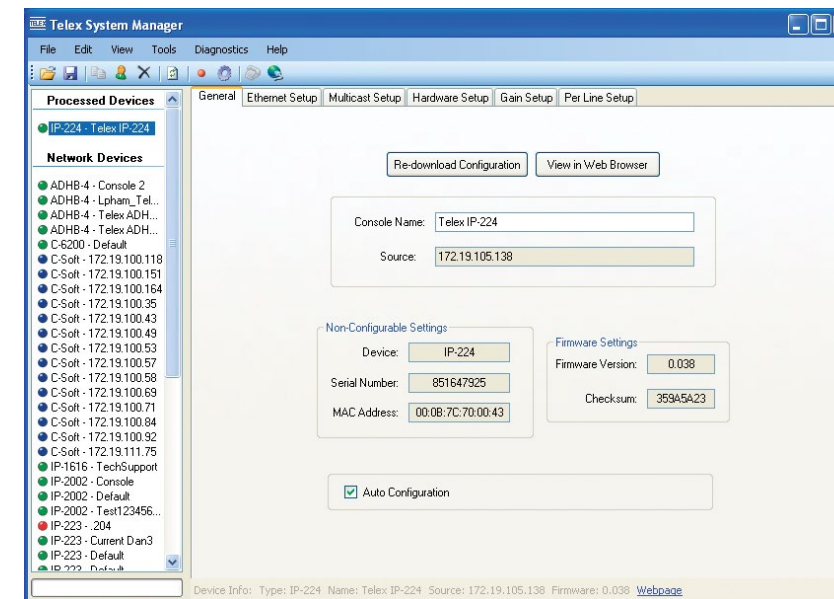 TELEX Telex System Manager
File Edit View Tools Diagnostics Help
Processed Devices
IP-224 - Telex IP-224
Network Devices
ADHB-4 - Console 2
ADHB-4 - Lpham_Tel...
ADHB-4 - Telex ADH...
ADHB-4 - Telex ADH...
C-6200 - Default
C-Soft - 172.19.100.118
C-Soft - 172.19.100.151
C-Soft - 172.19.100.164
C-Soft - 172.19.100.35
C-Soft - 172.19.100.43
C-Soft - 172.19.100.49
C-Soft - 172.19.100.53
C-Soft - 172.19.100.57
C-Soft - 172.19.100.58
C-Soft - 172.19.100.69
C-Soft - 172.19.100.71
C-Soft - 172.19.100.84
C-Soft - 172.19.100.92
C-Soft - 172.19.111.75
IP-1616 - TechSupport
IP-2002 - Console
IP-2002 - Default
IP-2002 - Test123456...
IP-223 - .204
IP-223 - Current Dan3
IP-223 - Default
IP-223 - Default
General Ethernet Setup Multicast Setup Hardware Setup Gain Setup Per Line Setup
Re-download Configuration View in Web Browser
Console Name: Telex IP-224
Source: 172.19.105.138
Non-Configurable Settings
Device: IP-224
Serial Number: 851647925
MAC Address: 00:0B:7C:70:00:43
Firmware Settings
Firmware Version: 0.038
Checksum: 359A5A23
Auto Configuration
Device Info: Type: IP-224 Name: Telex IP-224 Source: 172.19.105.138 Firmware: 0.038 Webpage